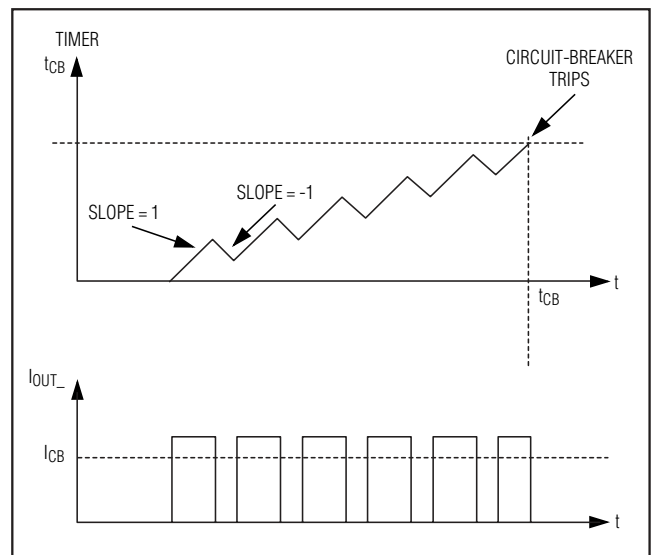 TIMER
tCB
CIRCUIT-BREAKER
TRIPS
SLOPE = 1
SLOPE = -1
t
tCB
IOUT_
ICB
t